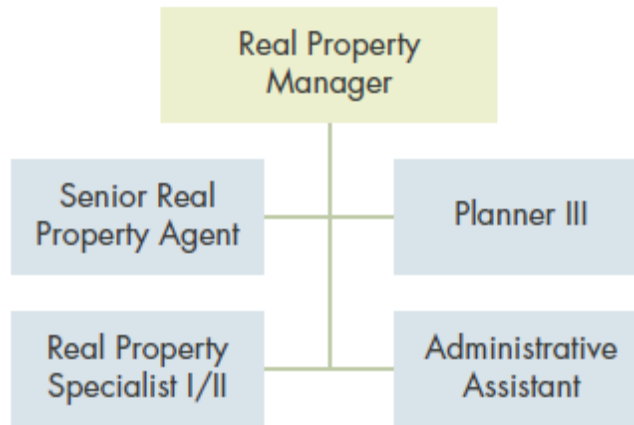 Real Property
Manager
Senior Real
Property Agent
Planner III
Real Property
Specialist I/II
Administrative
Assistant